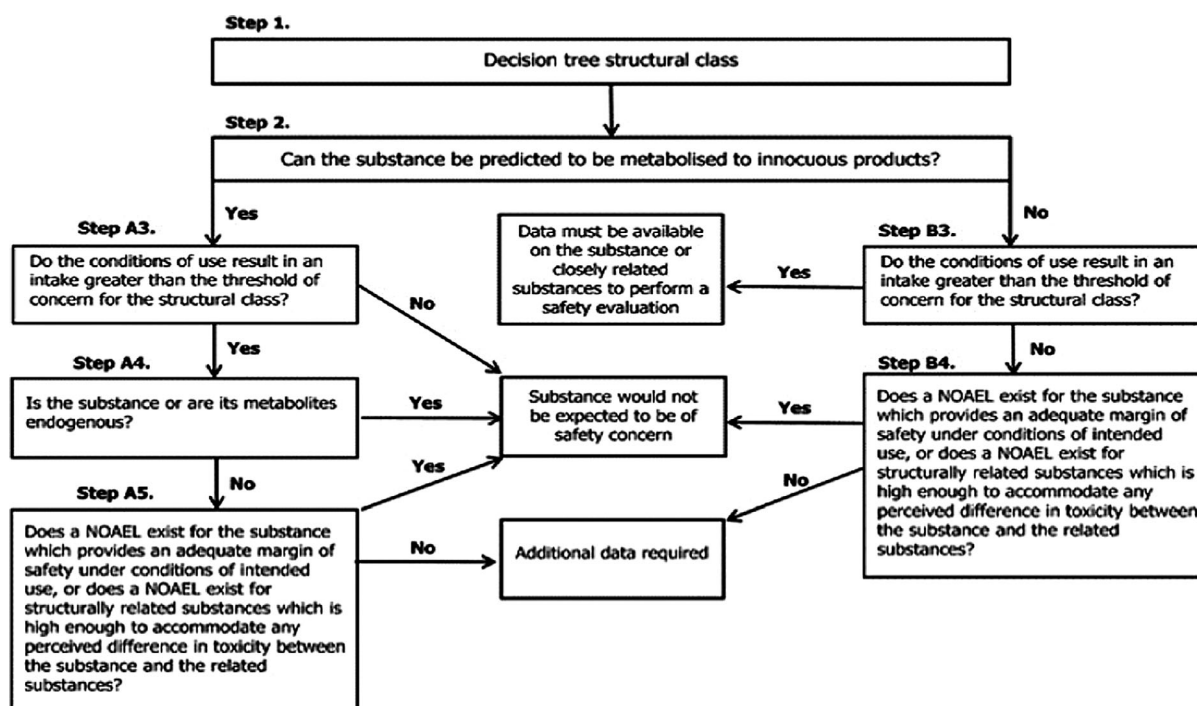 Step 1.
Decision tree structural class
Step 2.
Can the substance be predicted to be metabolised to innocuous products?
Yes
No
Step A3.
Do the conditions of use result in an
intake greater than the threshold of
concern for the structural class?
Data must be available
on the substance or
closely related
substances to perform a
safety evaluation
Yes
Step B3.
Do the conditions of use result in an
intake greater than the threshold of
concern for the structural class?
No
Yes
No
Step A4.
Is the substance or are its metabolites
endogenous?
Yes
Substance would not
be expected to be of
safety concern
Yes
Step B4.
Does a NOAEL exist for the substance
which provides an adequate margin of
safety under conditions of intended
use, or does a NOAEL exist for
structurally related substances which is
high enough to accommodate any
perceived difference in toxicity between
the substance and the related
substances?
No
Yes
No
Step A5.
Does a NOAEL exist for the substance
which provides an adequate margin of
safety under conditions of intended
use, or does a NOAEL exist for
structurally related substances which is
high enough to accommodate any
perceived difference in toxicity between
the substance and the related
substances?
No
Additional data required